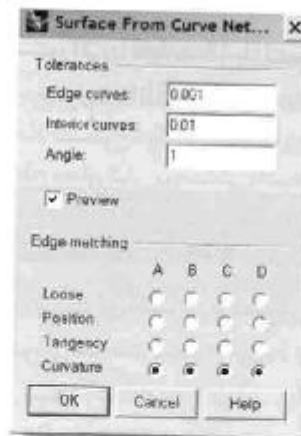 Surface From Curve Net...
Tolerances
Edge curves: 0.001
Interior curves: 0.01
Angle: 1
Preview
Edge matching
A B C D
Loose
Position
Tangency
Curvature
OK Cancel Help